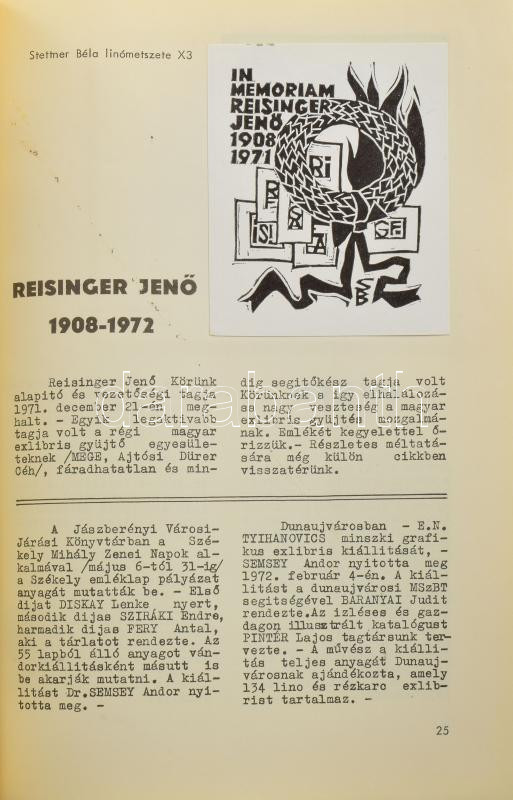 Stettner Béla linómetszete X3
IN
MEMORIAM
REISINGER
JENŐ
1908
1971
RI
SB
REISINGER JENŐ
1908-1972
Reisinger Jenő Körünk
alapitó és vezetőségi tagja
1971. december 21-én meg-
halt. - Egyik legaktivabb
tagja volt a régi magyar
exlibris gyüjtő egyesüle-
teknek /MEGE, Ajtósi Dürer
Céh/, fáradhatatlan és min-
dig segitőkész tagja volt
Körünknek s igy elhalálozá-
ss nagy veszteség a magyar
exlibris gyüjtés mozgalmá-
nak. Emlékét kegyelettel ő-
rizzük.- Részletes méltatá-
sára még külön cikkben
visszatérünk.
A Jászberényi Városi-
Járási Könyvtárban a Szé-
kely Mihály Zenei Napok al-
kalmával /május 6-tól 31-ig/
a Székely emléklap pályázat
anyagát mutatták be. - Első
dijat DISKAY Lenke nyert,
második dijas SZIRÁKI Endre,
harmadik dijas FERY Antal,
aki a tárlatot rendezte. Az
55 lapból álló anyagot ván-
dorkiállitásként másutt is
be akarják mutatni. A kiál-
litást Dr.SEMSEY Andor nyi-
totta meg. -
Dunaujvárosban - E.N.
TYIHANOVICS minszki grafi-
kus exlibris kiállitását, -
SEMSEY Andor nyitotta meg
1972. február 4-én. A kiál-
litást a dunaujvárosi MSzBT
segitségével BARANYAI Judit
rendezte.Az izléses és gaz-
dagon illusztrált katalógust
PINTÉR Lajos tagtársunk ter-
vezte. - A művész a kiálli-
tás teljes anyagát Dunauj-
városnak ajándékozta, amely
134 lino és rézkarc exlib-
rist tartalmaz. -
25
darabanth